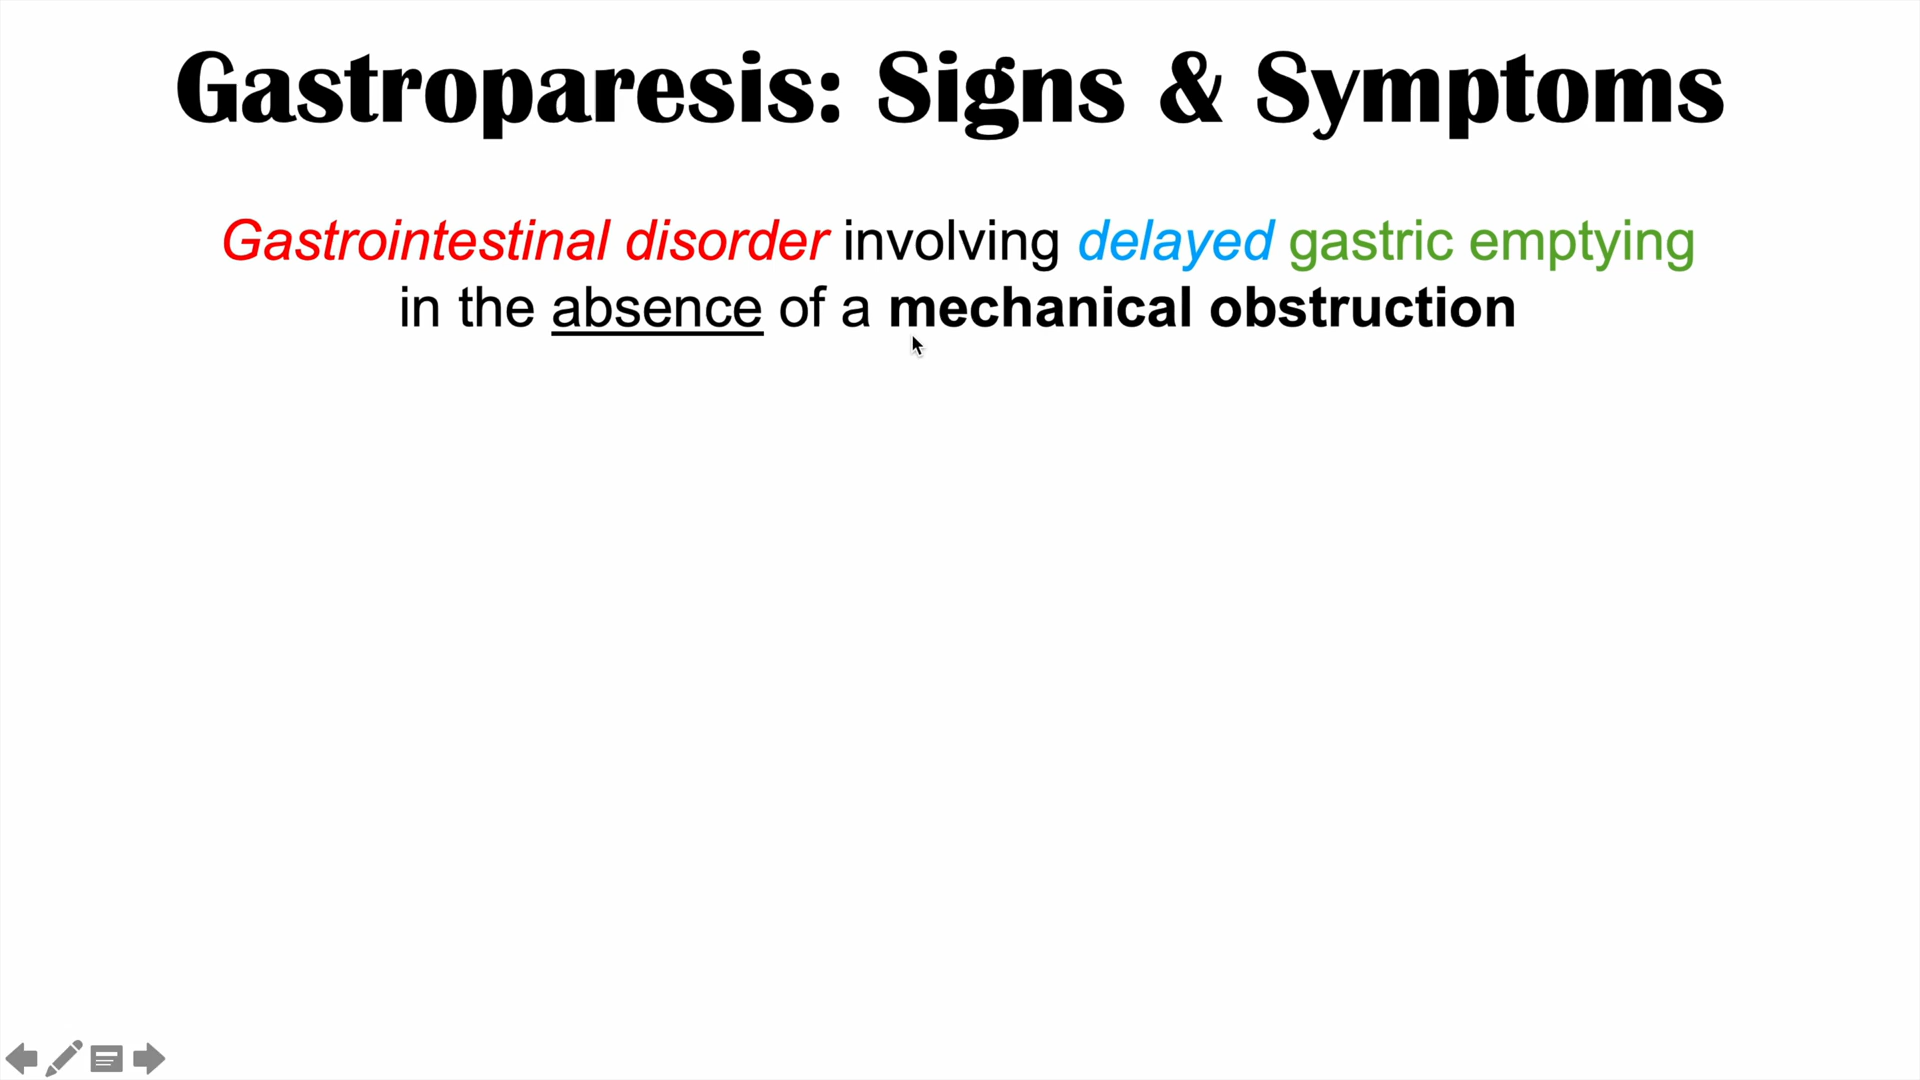 Gastroparesis: Signs & Symptoms
Gastrointestinal disorder involving delayed gastric emptying
in the absence of a mechanical obstruction